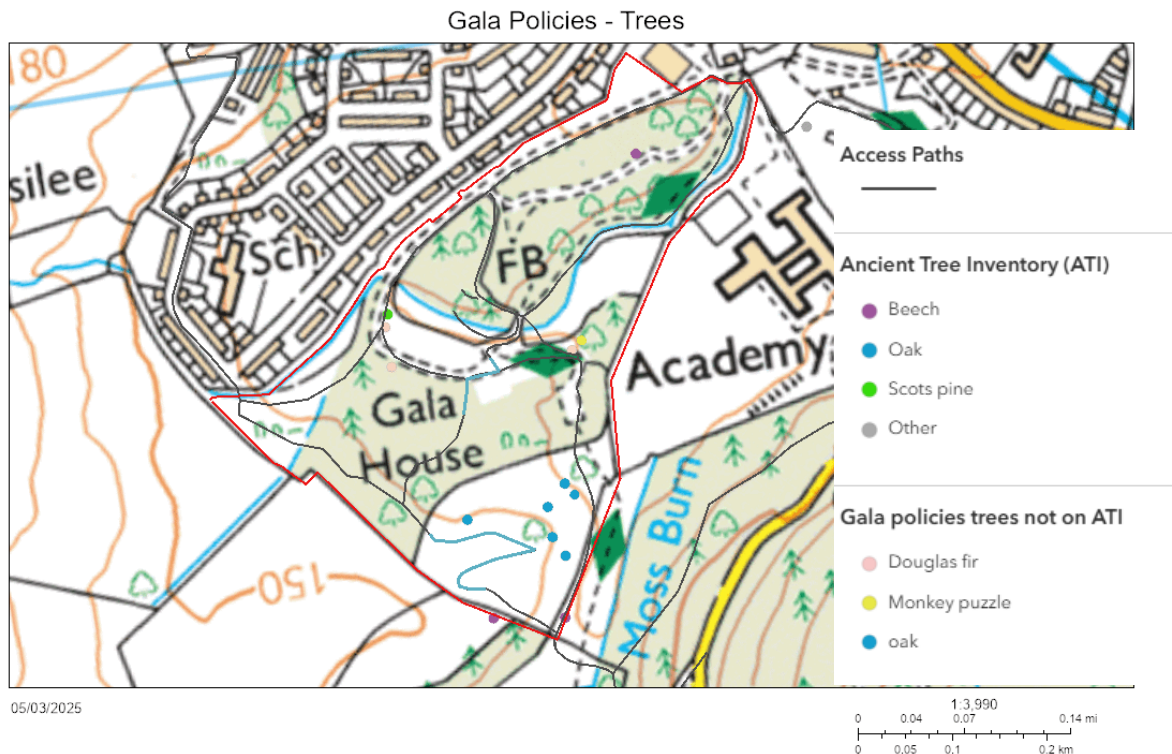 Gala Policies - Trees
180
silee
Sch
FB
Academy
Gala
House
Moss Burn
150
Access Paths
Ancient Tree Inventory (ATI)
Beech
Oak
Scots pine
Other
Gala policies trees not on ATI
Douglas fir
Monkey puzzle
oak
05/03/2025
1:3,990
0 0.04 0.07 0.14 mi
0 0.05 0.1 0.2 km